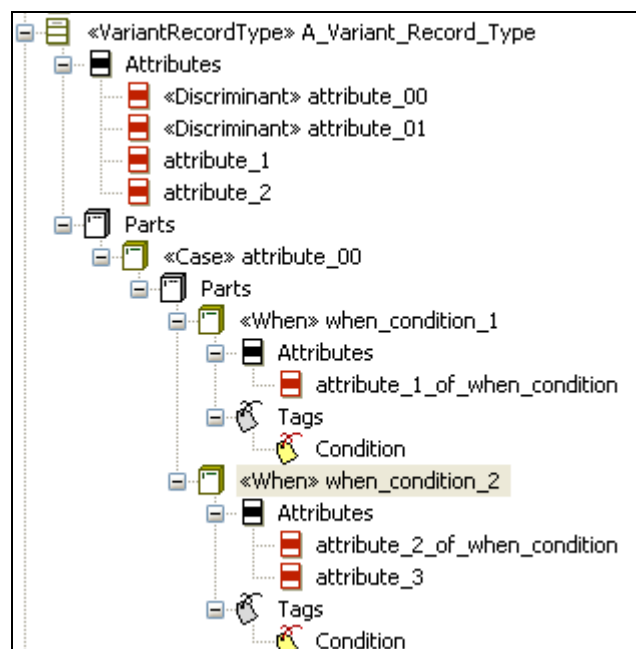 «VariantRecordType» A_Variant_Record_Type
Attributes
«Discriminant» attribute_00
«Discriminant» attribute_01
attribute_1
attribute_2
Parts
«Case» attribute_00
Parts
«When» when_condition_1
Attributes
attribute_1_of_when_condition
Tags
Condition
«When» when_condition_2
Attributes
attribute_2_of_when_condition
attribute_3
Tags
Condition